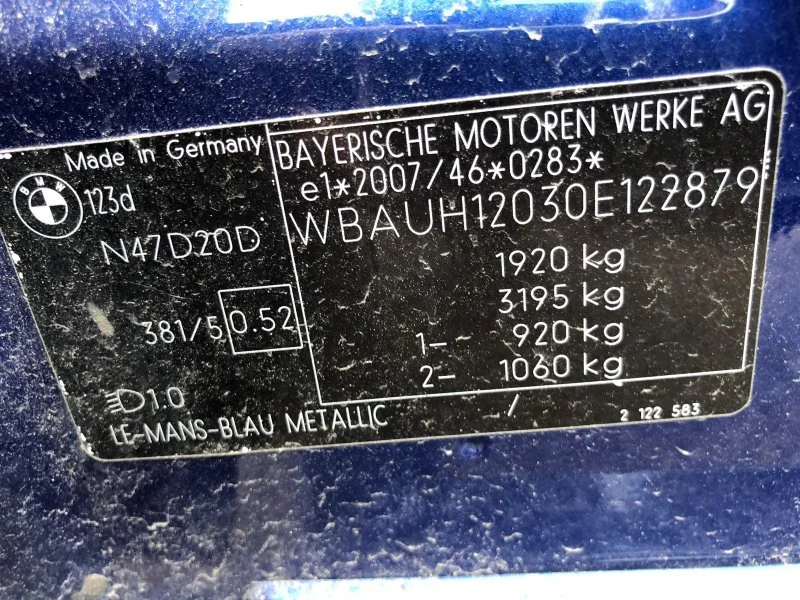 Made in Germany
BMW
123d
N47D20D
381/5 0.52
1.0
LE-MANS-BLAU METALLIC
BAYERISCHE MOTOREN WERKE AG
e1*2007/46*0283*
WBAUH12030E122879
1920 kg
3195 kg
1- 920 kg
2- 1060 kg
/
2 122 583